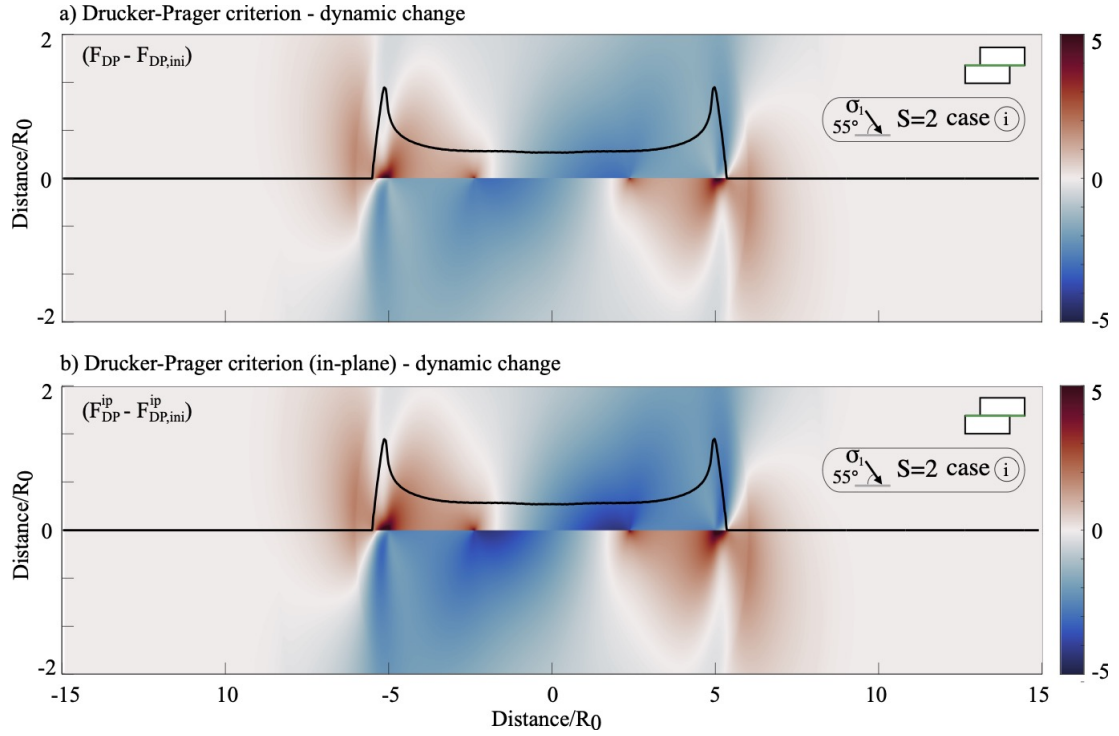 a) Drucker-Prager criterion - dynamic change
2
(F_DP - F_DP,ini)
5
σ₁
55°
S=2 case i
Distance/R₀
0
0
-2
-5
b) Drucker-Prager criterion (in-plane) - dynamic change
2
(F^ip_DP - F^ip_DP,ini)
5
σ₁
55°
S=2 case i
Distance/R₀
0
0
-2
-5
-15
10
-5
0
5
10
15
Distance/R₀